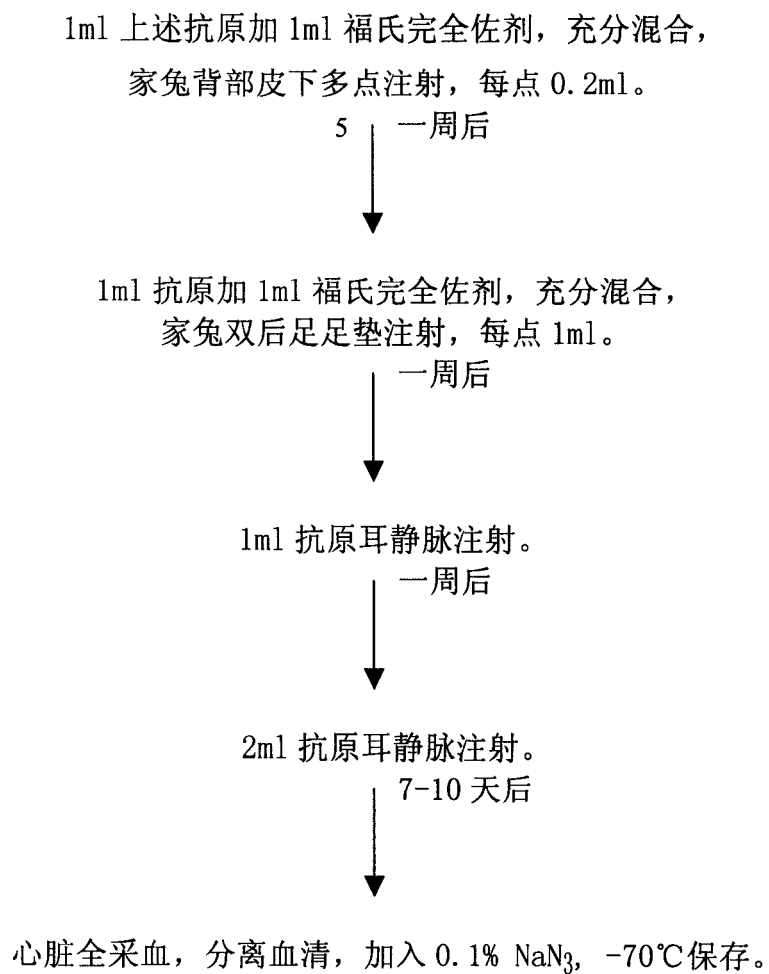 1ml 上述抗原加 1ml 福氏完全佐剂，充分混合，
家兔背部皮下多点注射，每点 0.2ml。
5 一周后
1ml 抗原加 1ml 福氏完全佐剂，充分混合，
家兔双后足足垫注射，每点 1ml。
一周后
1ml 抗原耳静脉注射。
一周后
2ml 抗原耳静脉注射。
7-10 天后
心脏全采血，分离血清，加入 0.1% NaN₃, -70℃保存。